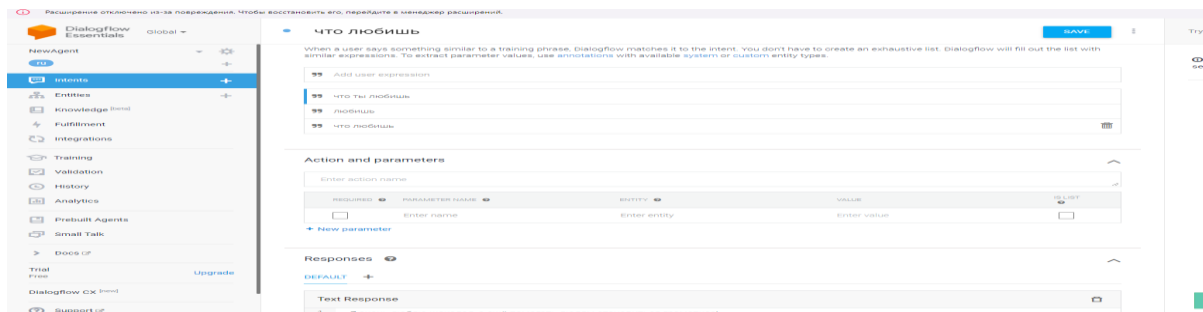 Расширение отключено из-за повреждения. Чтобы восстановить его, перейдите в менеджер расширений.
Dialogflow
Essentials
Global
NewAgent
ru
Intents
Entities
Knowledge [beta]
Fulfillment
Integrations
Training
Validation
History
Analytics
Prebuilt Agents
Small Talk
Docs
Trial
Free
Upgrade
Dialogflow CX [new]
Support
что любишь
SAVE
When a user says something similar to a training phrase, Dialogflow matches it to the intent. You don't have to create an exhaustive list. Dialogflow will fill out the list with
similar expressions. To extract parameter values, use annotations with available system or custom entity types.
Add user expression
что ты любишь
любишь
что любишь
Action and parameters
Enter action name
REQUIRED PARAMETER NAME ENTITY VALUE IS LIST
Enter name Enter entity Enter value
+ New parameter
Responses
DEFAULT +
Text Response
Try